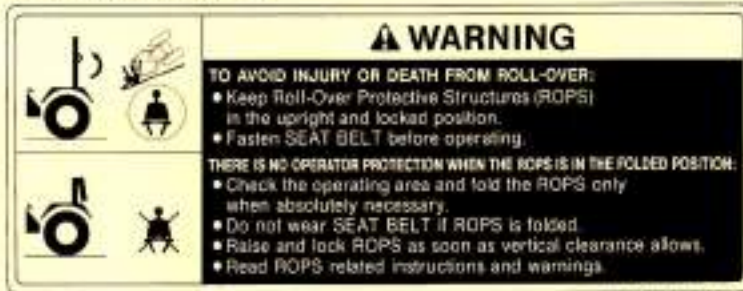 WARNING
TO AVOID INJURY OR DEATH FROM ROLL-OVER:
• Keep Roll-Over Protective Structures (ROPS)
in the upright and locked position.
• Fasten SEAT BELT before operating.
THERE IS NO OPERATOR PROTECTION WHEN THE ROPS IS IN THE FOLDED POSITION:
• Check the operating area and fold the ROPS only
when absolutely necessary.
• Do not wear SEAT BELT if ROPS is folded.
• Raise and lock ROPS as soon as vertical clearance allows.
• Read ROPS related instructions and warnings.